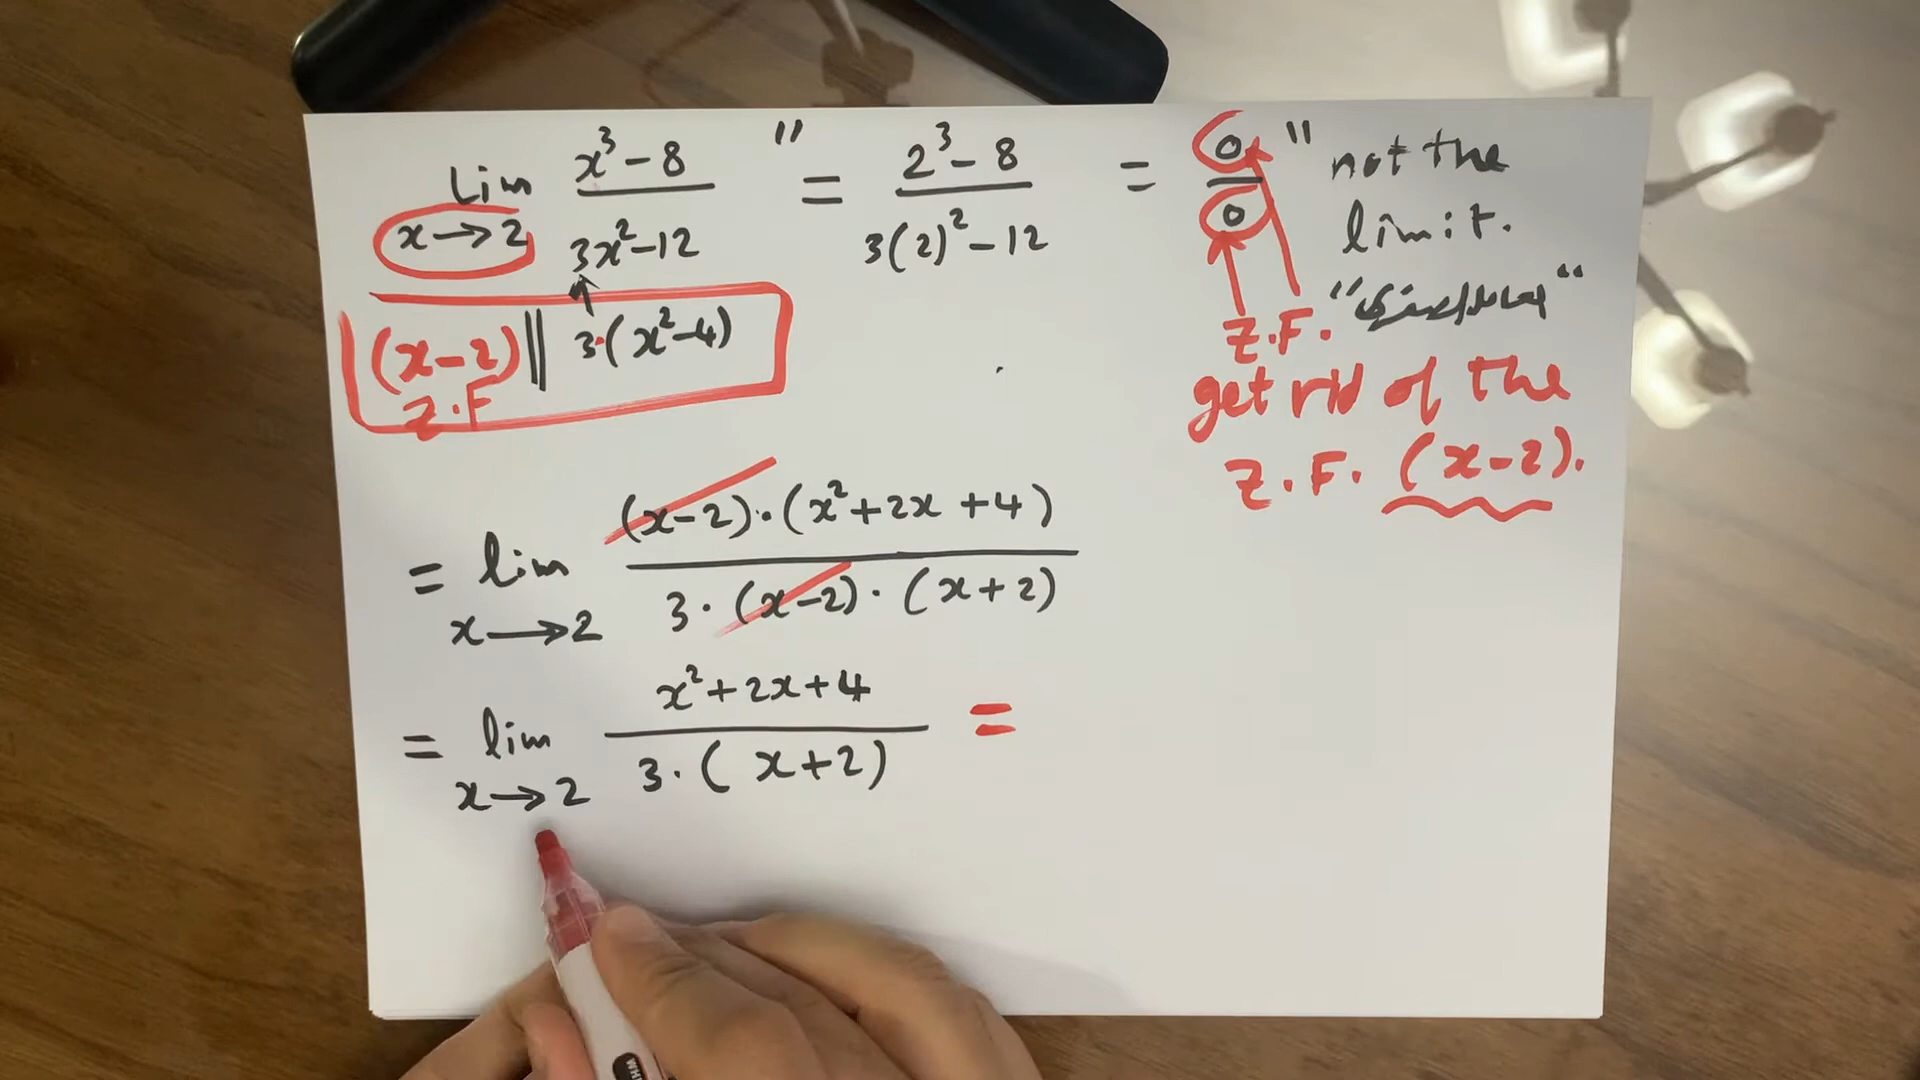 Lim x→2 (x³-8)/(3x²-12) " = (2³-8)/(3(2)²-12) = 0/0 " not the limit.
(x-2) || 3·(x²-4)
Z.F
Z.F.
get rid of the
Z.F. (x-2).
= lim x→2 ((x-2)·(x²+2x+4))/(3·(x-2)·(x+2))
= lim x→2 (x²+2x+4)/(3·(x+2)) =